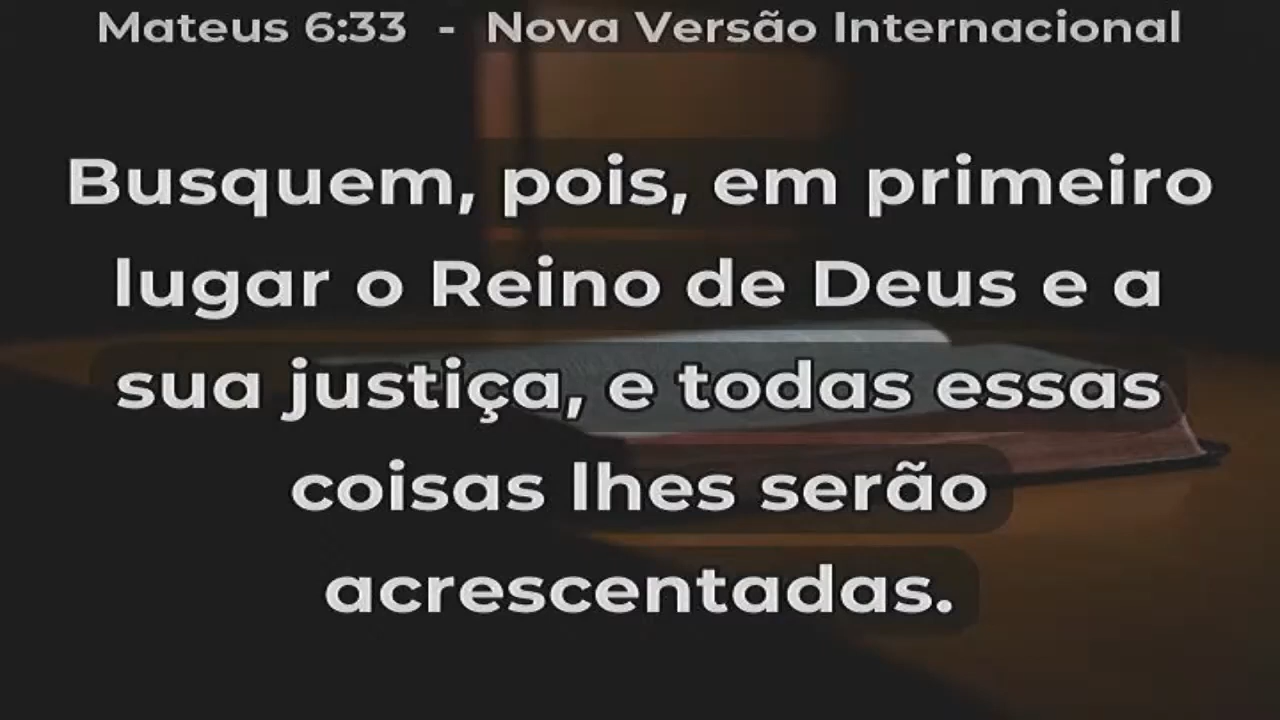 Mateus 6:33 - Nova Versão Internacional
Busquem, pois, em primeiro
lugar o Reino de Deus e a
sua justiça, e todas essas
coisas lhes serão
acrescentadas.